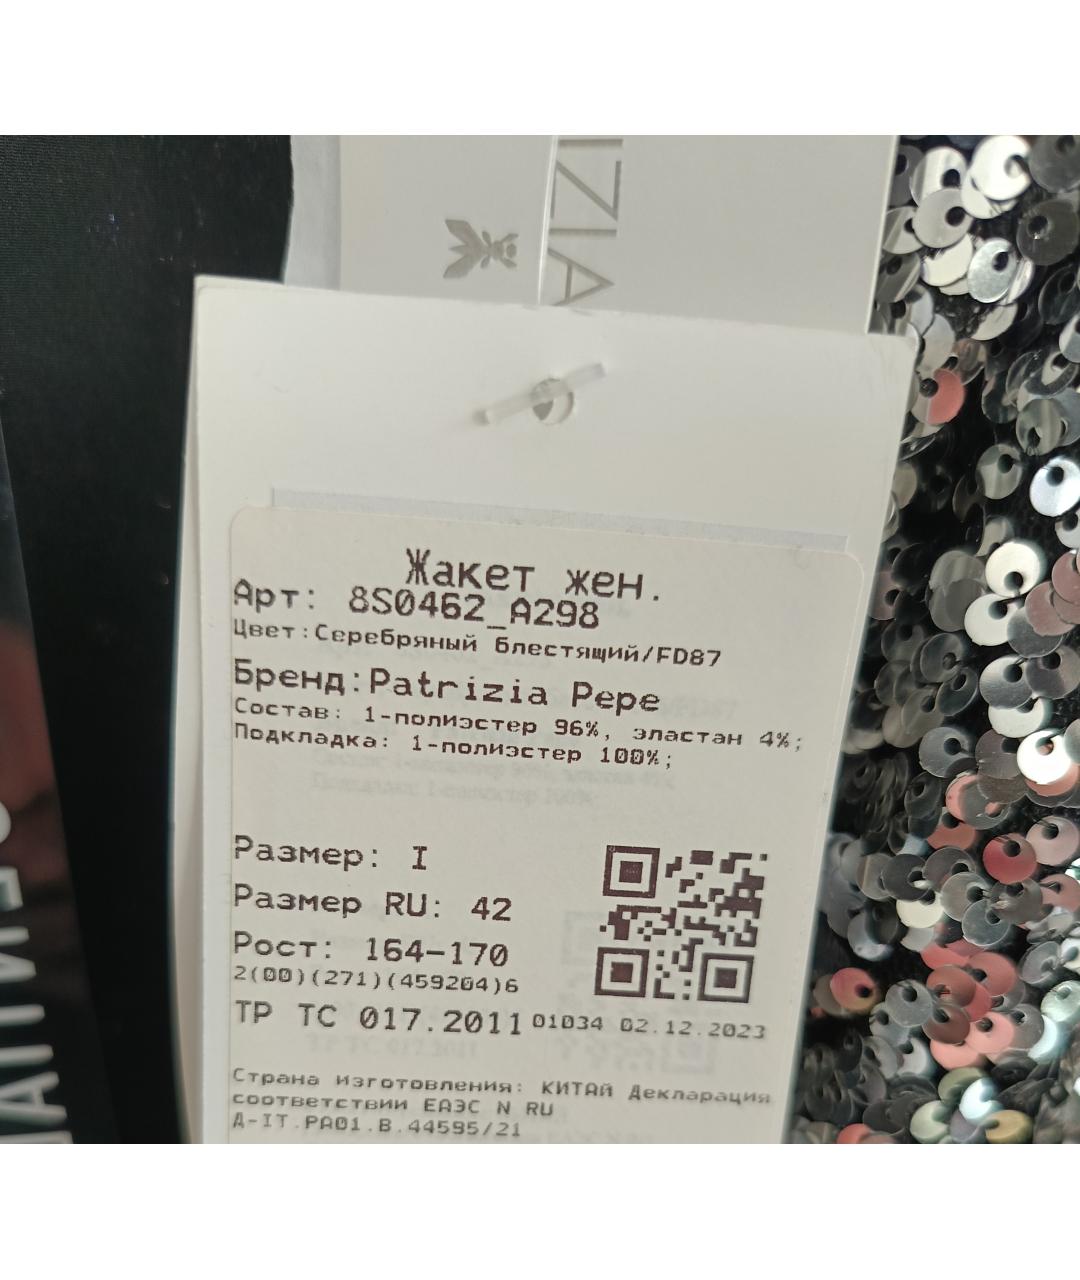 IZIA
Жакет жен.
Арт: 8S0462_A298
Цвет:Серебряный блестящий/FD87
Бренд:Patrizia Pepe
Состав: 1-полиэстер 96%, эластан 4%;
Подкладка: 1-полиэстер 100%;
Размер: I
Размер RU: 42
Рост: 164-170
2(00)(271)(459204)6
ТР ТС 017.2011 01034 02.12.2023
Страна изготовления: КИТАЙ Декларация
соответствии ЕАЭС N RU
Д-IT.РА01.В.44595/21